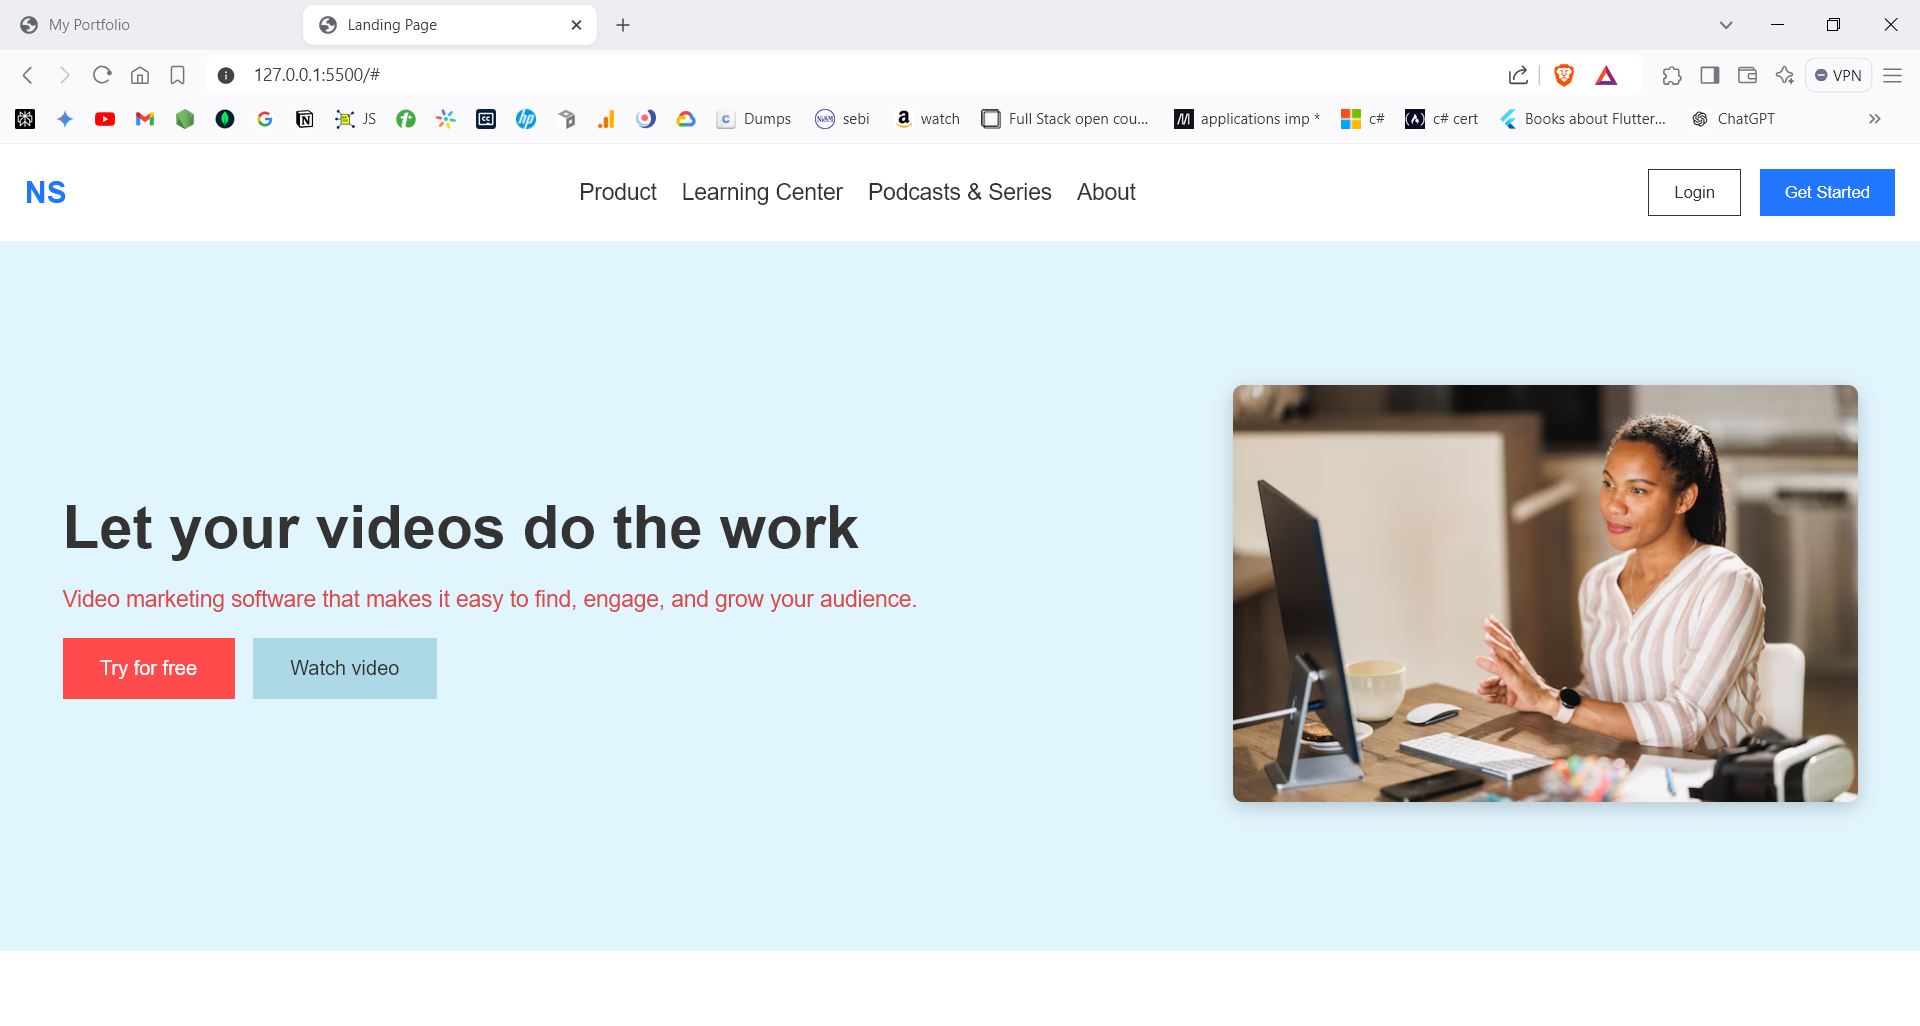 My Portfolio
Landing Page
127.0.0.1:5500/#
VPN
JS
Dumps
sebi
watch
Full Stack open cou...
applications imp *
c#
c# cert
Books about Flutter...
ChatGPT
NS
Product
Learning Center
Podcasts & Series
About
Login
Get Started
Let your videos do the work
Video marketing software that makes it easy to find, engage, and grow your audience.
Try for free
Watch video